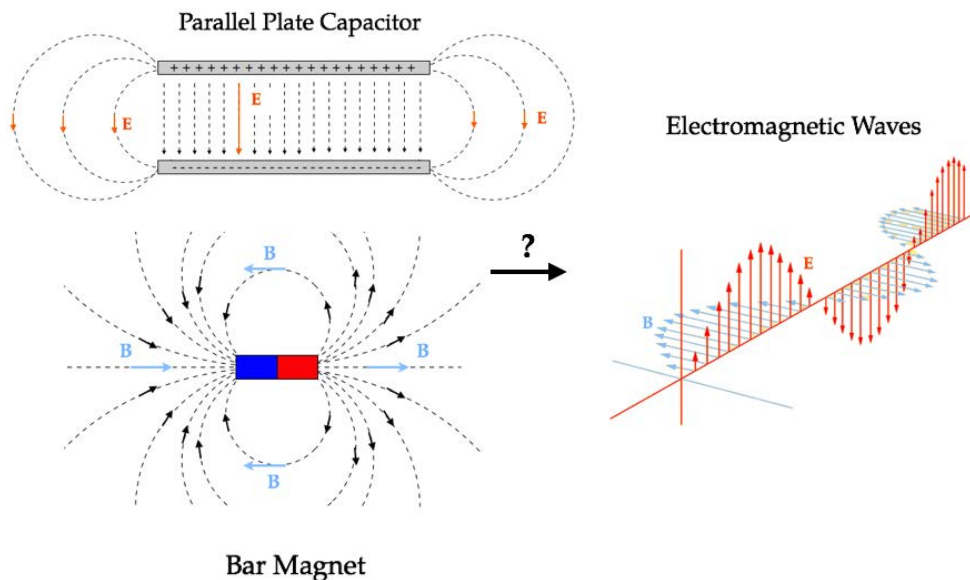 Parallel Plate Capacitor
+ + + + + + + + + + + + + + + + + +
E
E
E
- - - - - - - - - - - - - - - - - - - - - - - -
Electromagnetic Waves
?
B
B
B
B
E
B
Bar Magnet